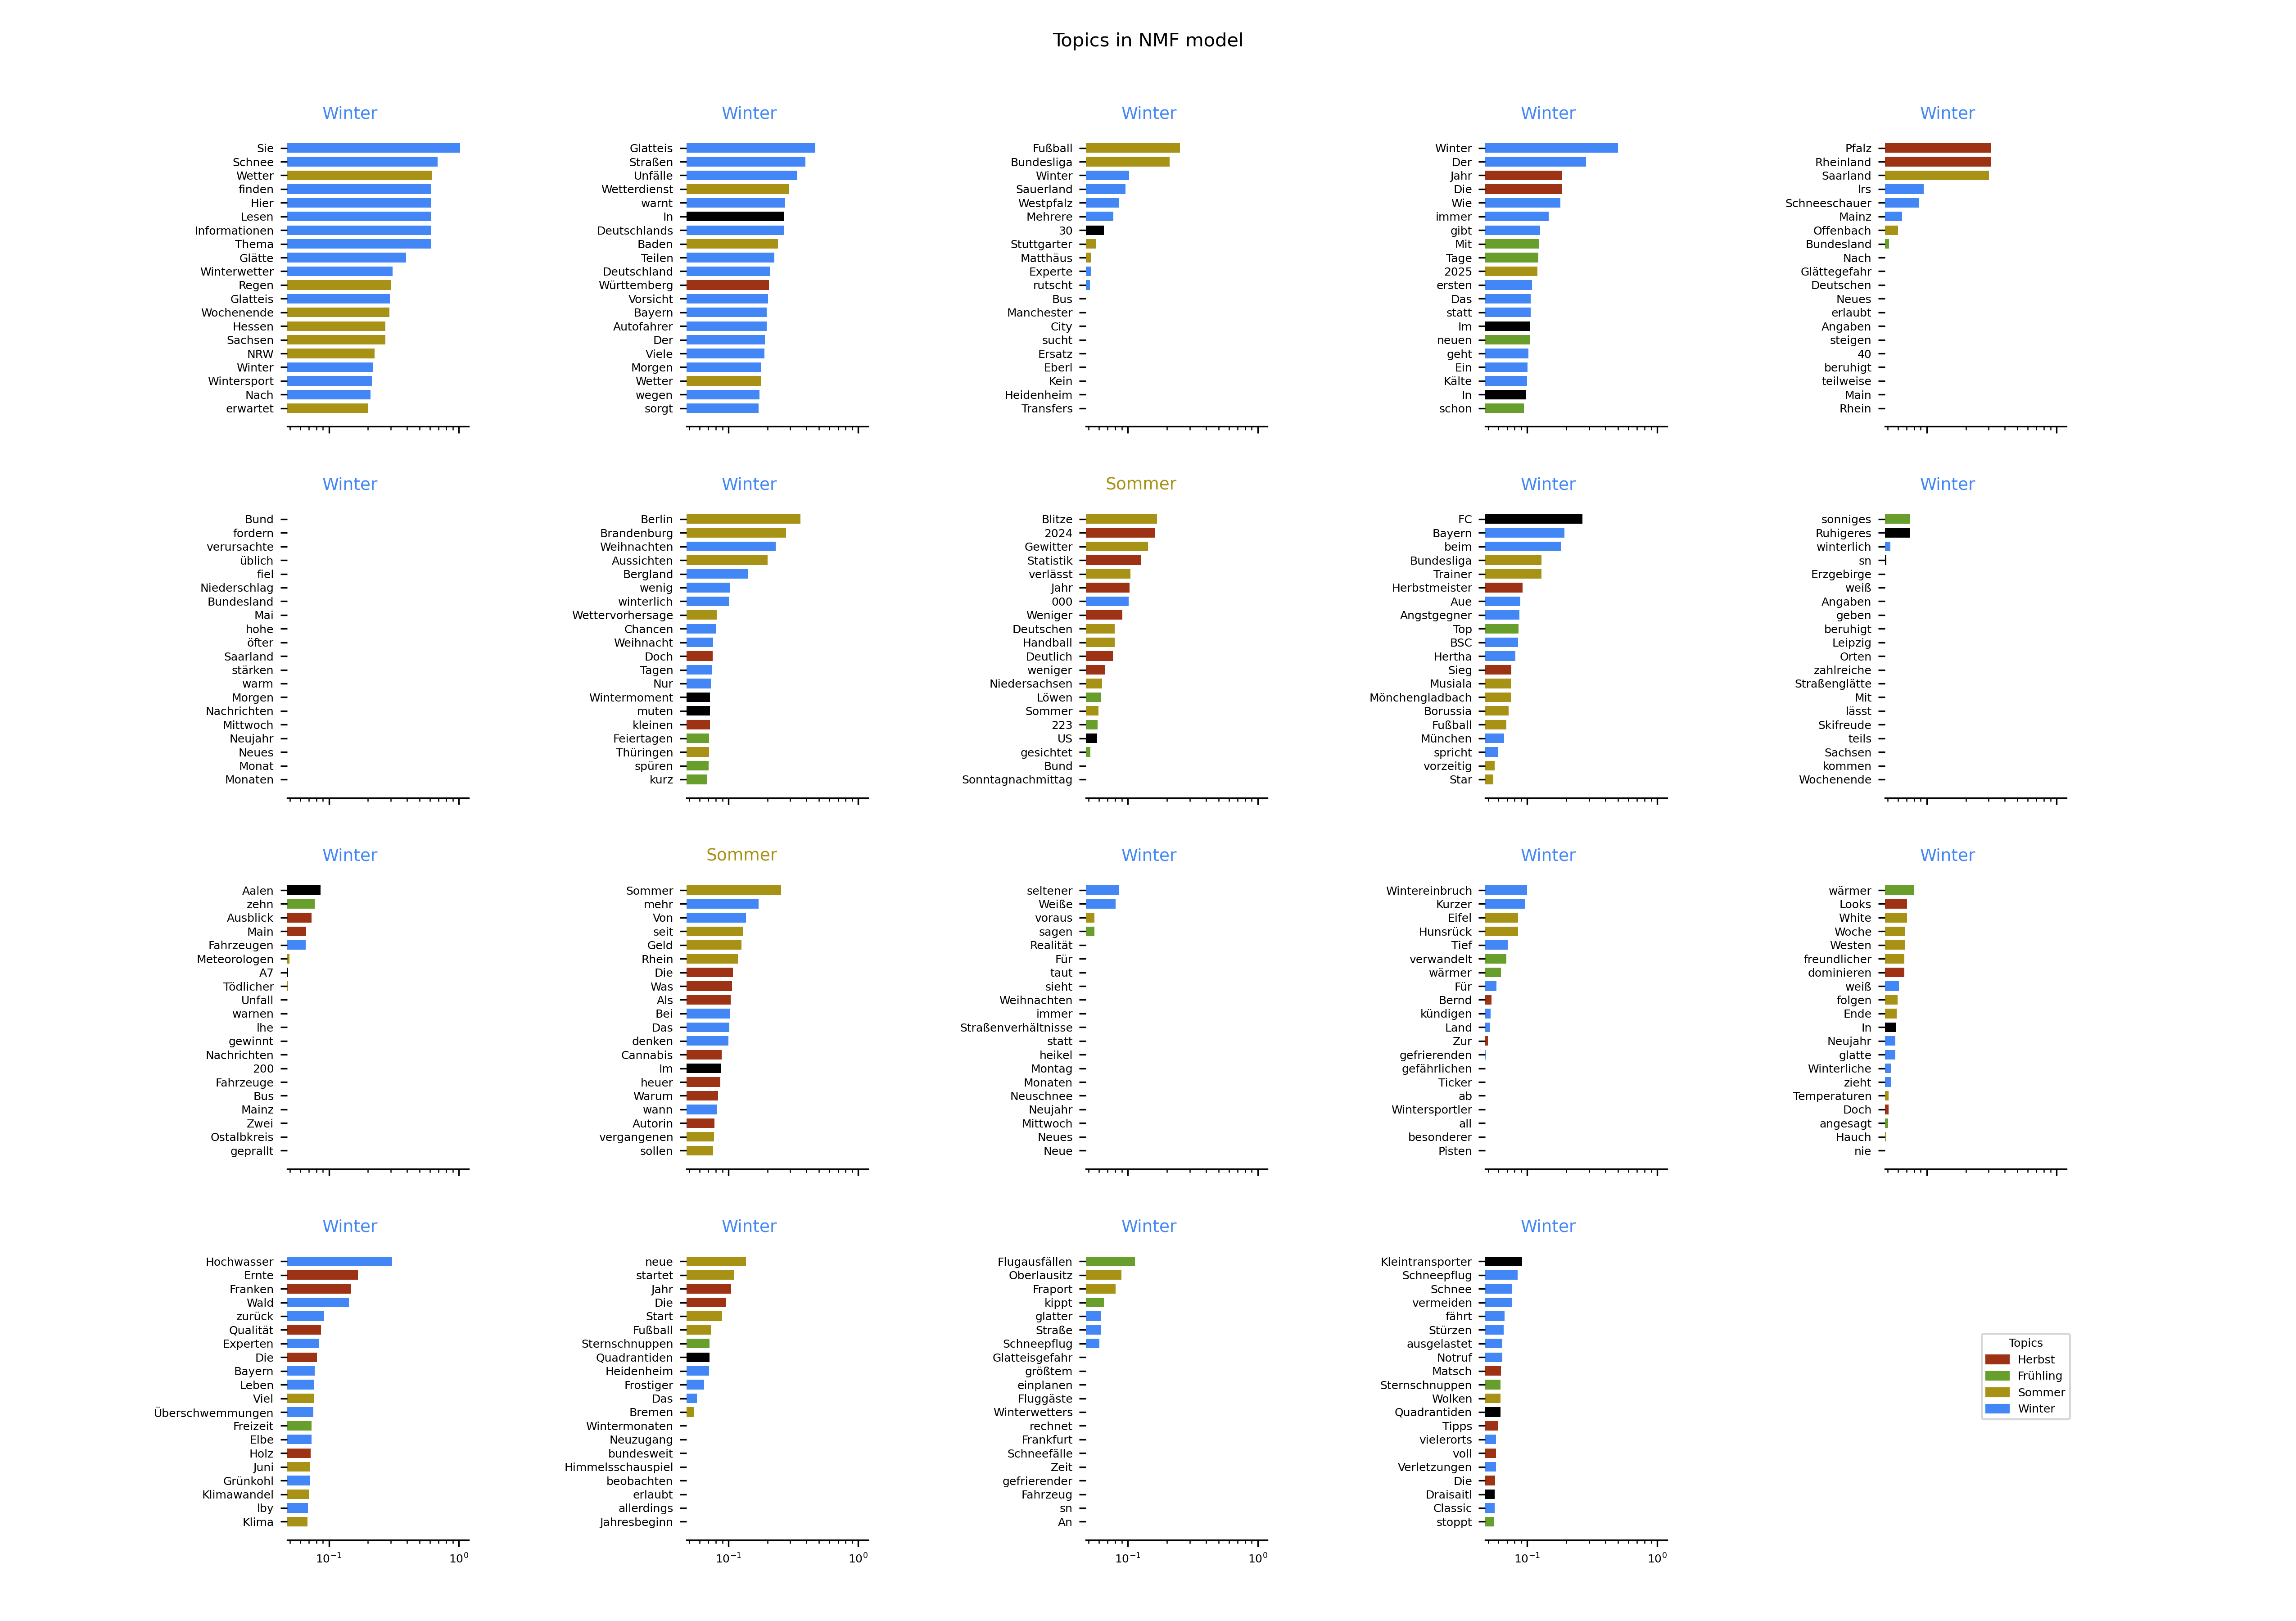 Topics in NMF model
Winter
Sie
Schnee
Wetter
finden
Hier
Lesen
Informationen
Thema
Glätte
Winterwetter
Regen
Glatteis
Wochenende
Hessen
Sachsen
NRW
Winter
Wintersport
Nach
erwartet
Winter
Glatteis
Straßen
Unfälle
Wetterdienst
warnt
In
Deutschlands
Baden
Teilen
Deutschland
Württemberg
Vorsicht
Bayern
Autofahrer
Der
Viele
Morgen
Wetter
wegen
sorgt
Winter
Fußball
Bundesliga
Winter
Sauerland
Westpfalz
Mehrere
30
Stuttgarter
Matthäus
Experte
rutscht
Bus
Manchester
City
sucht
Ersatz
Eberl
Kein
Heidenheim
Transfers
Winter
Winter
Der
Jahr
Die
Wie
immer
gibt
Mit
Tage
2025
ersten
Das
statt
Im
neuen
geht
Ein
Kälte
In
schon
Winter
Pfalz
Rheinland
Saarland
lrs
Schneeschauer
Mainz
Offenbach
Bundesland
Nach
Glättegefahr
Deutschen
Neues
erlaubt
Angaben
steigen
40
beruhigt
teilweise
Main
Rhein
Winter
Bund
fordern
verursachte
üblich
fiel
Niederschlag
Bundesland
Mai
hohe
öfter
Saarland
stärken
warm
Morgen
Nachrichten
Mittwoch
Neujahr
Neues
Monat
Monaten
Winter
Berlin
Brandenburg
Weihnachten
Aussichten
Bergland
wenig
winterlich
Wettervorhersage
Chancen
Weihnacht
Doch
Tagen
Nur
Wintermoment
muten
kleinen
Feiertagen
Thüringen
spüren
kurz
Sommer
Blitze
2024
Gewitter
Statistik
verlässt
Jahr
000
Weniger
Deutschen
Handball
Deutlich
weniger
Niedersachsen
Löwen
Sommer
223
US
gesichtet
Bund
Sonntagnachmittag
Winter
FC
Bayern
beim
Bundesliga
Trainer
Herbstmeister
Aue
Angstgegner
Top
BSC
Hertha
Sieg
Musiala
Mönchengladbach
Borussia
Fußball
München
spricht
vorzeitig
Star
Winter
sonniges
Ruhigeres
winterlich
sn
Erzgebirge
weiß
Angaben
geben
beruhigt
Leipzig
Orten
zahlreiche
Straßenglätte
Mit
lässt
Skifreude
teils
Sachsen
kommen
Wochenende
Winter
Aalen
zehn
Ausblick
Main
Fahrzeugen
Meteorologen
A7
Tödlicher
Unfall
warnen
lhe
gewinnt
Nachrichten
200
Fahrzeuge
Bus
Mainz
Zwei
Ostalbkreis
geprallt
Sommer
Sommer
mehr
Von
seit
Geld
Rhein
Die
Was
Als
Bei
Das
denken
Cannabis
Im
heuer
Warum
wann
Autorin
vergangenen
sollen
Winter
seltener
Weiße
voraus
sagen
Realität
Für
taut
sieht
Weihnachten
immer
Straßenverhältnisse
statt
heikel
Montag
Monaten
Neuschnee
Neujahr
Mittwoch
Neues
Neue
Winter
Wintereinbruch
Kurzer
Eifel
Hunsrück
Tief
verwandelt
wärmer
Für
Bernd
kündigen
Land
Zur
gefrierenden
gefährlichen
Ticker
ab
Wintersportler
all
besonderer
Pisten
Winter
wärmer
Looks
White
Woche
Westen
freundlicher
dominieren
weiß
folgen
Ende
In
Neujahr
glatte
Winterliche
zieht
Temperaturen
Doch
angesagt
Hauch
nie
Winter
Hochwasser
Ernte
Franken
Wald
zurück
Qualität
Experten
Die
Bayern
Leben
Viel
Überschwemmungen
Freizeit
Elbe
Holz
Juni
Grünkohl
Klimawandel
lby
Klima
10⁻¹ 10⁰
Winter
neue
startet
Jahr
Die
Start
Fußball
Sternschnuppen
Quadrantiden
Heidenheim
Frostiger
Das
Bremen
Wintermonaten
Neuzugang
bundesweit
Himmelsschauspiel
beobachten
erlaubt
allerdings
Jahresbeginn
10⁻¹ 10⁰
Winter
Flugausfällen
Oberlausitz
Fraport
kippt
glatter
Straße
Schneepflug
Glatteisgefahr
größtem
einplanen
Fluggäste
Winterwetters
rechnet
Frankfurt
Schneefälle
Zeit
gefrierender
Fahrzeug
sn
An
10⁻¹ 10⁰
Winter
Kleintransporter
Schneepflug
Schnee
vermeiden
fährt
Stürzen
ausgelastet
Notruf
Matsch
Sternschnuppen
Wolken
Quadrantiden
Tipps
vielerorts
voll
Verletzungen
Die
Draisaitl
Classic
stoppt
10⁻¹ 10⁰
Topics
Herbst
Frühling
Sommer
Winter